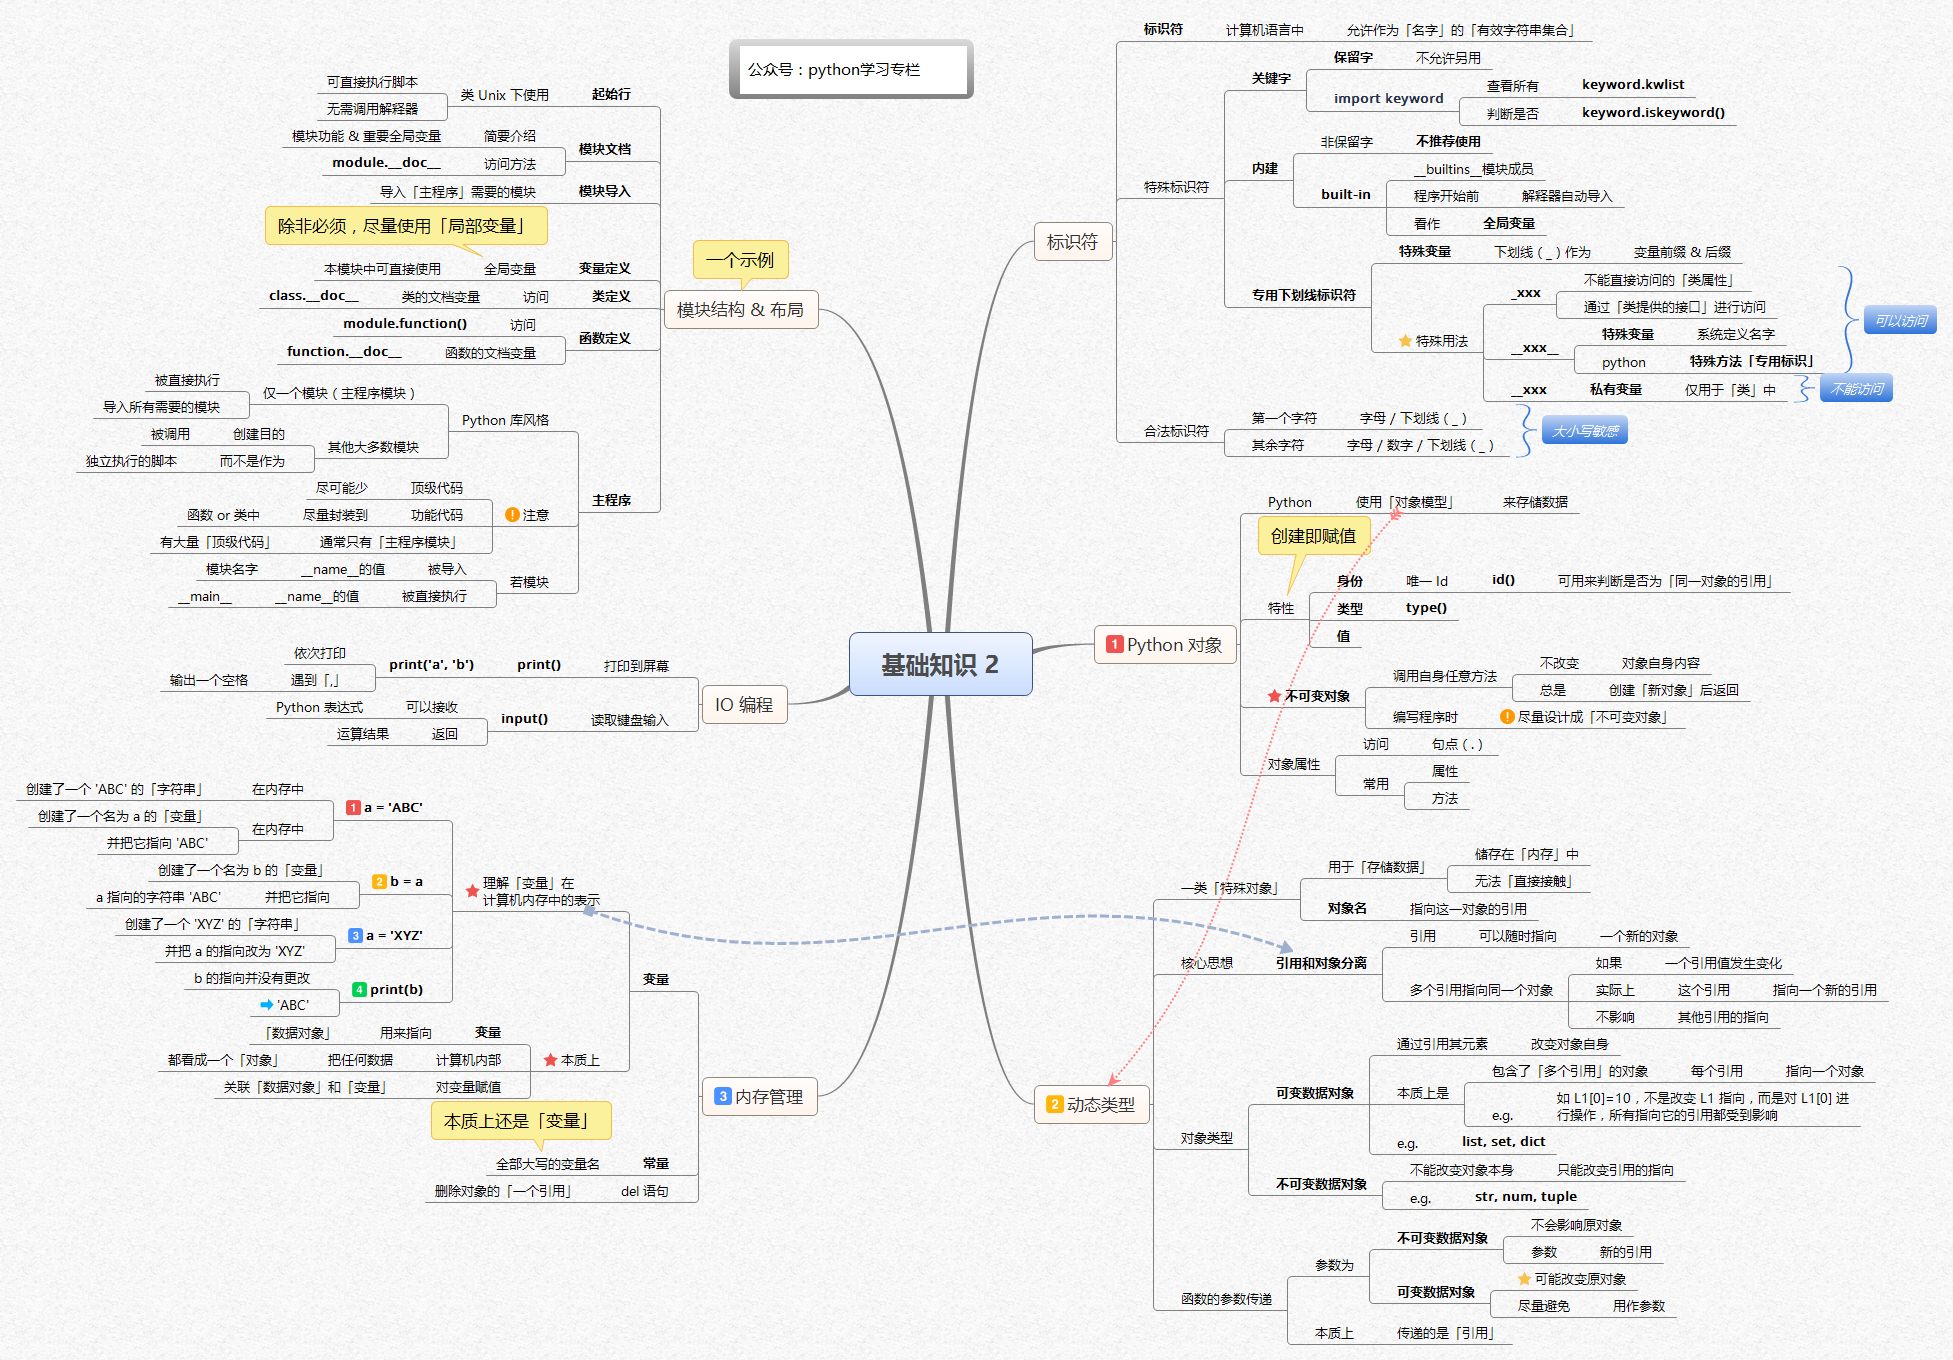 公众号：python学习专栏
基础知识 2
标识符
标识符 计算机语言中 允许作为「名字」的「有效字符串集合」
特殊标识符
关键字
保留字 不允许另用
import keyword
查看所有 keyword.kwlist
判断是否 keyword.iskeyword()
内建
非保留字 不推荐使用
built-in
__builtins__模块成员
程序开始前 解释器自动导入
看作 全局变量
专用下划线标识符
特殊变量 下划线 ( _ ) 作为 变量前缀 & 后缀
特殊用法
_xxx
不能直接访问的「类属性」
通过「类提供的接口」进行访问
__xxx__
特殊变量 系统定义名字
python 特殊方法「专用标识」
可以访问
__xxx 私有变量 仅用于「类」中
不能访问
合法标识符
第一个字符 字母 / 下划线 ( _ )
其余字符 字母 / 数字 / 下划线 ( _ )
大小写敏感
1 Python 对象
Python 使用「对象模型」 来存储数据
创建即赋值
特性
身份 唯一 Id id() 可用来判断是否为「同一对象的引用」
类型 type()
值
不可变对象
调用自身任意方法
不改变 对象自身内容
总是 创建「新对象」后返回
编写程序时 尽量设计成「不可变对象」
对象属性
访问 句点 ( . )
常用
属性
方法
2 动态类型
一类「特殊对象」
用于「存储数据」
储存在「内存」中
无法「直接接触」
对象名 指向这一对象的引用
核心思想 引用和对象分离
引用 可以随时指向 一个新的对象
多个引用指向同一个对象
如果 一个引用值发生变化
实际上 这个引用 指向一个新的引用
不影响 其他引用的指向
对象类型
可变数据对象
通过引用其元素 改变对象自身
本质上是
包含了「多个引用」的对象 每个引用 指向一个对象
e.g.
如 L1[0]=10，不是改变 L1 指向，而是对 L1[0] 进
行操作，所有指向它的引用都受到影响
e.g. list, set, dict
不可变数据对象
不能改变对象本身 只能改变引用的指向
e.g. str, num, tuple
函数的参数传递
参数为
不可变数据对象
不会影响原对象
参数 新的引用
可变数据对象
可能改变原对象
尽量避免 用作参数
本质上 传递的是「引用」
一个示例
模块结构 & 布局
起始行
类 Unix 下使用
可直接执行脚本
无需调用解释器
模块文档
简要介绍 模块功能 & 重要全局变量
访问方法 module.__doc__
模块导入 导入「主程序」需要的模块
除非必须，尽量使用「局部变量」
变量定义 全局变量 本模块中可直接使用
类定义 访问 类的文档变量 class.__doc__
函数定义
访问 module.function()
函数的文档变量 function.__doc__
主程序
Python 库风格
仅一个模块（主程序模块）
被直接执行
导入所有需要的模块
其他大多数模块
创建目的 被调用
而不是作为 独立执行的脚本
注意
顶级代码 尽可能少
功能代码 尽量封装到 函数 or 类中
通常只有「主程序模块」 有大量「顶级代码」
若模块
被导入 __name__的值 模块名字
被直接执行 __name__的值 __main__
IO 编程
打印到屏幕 print() print('a', 'b')
依次打印
遇到「,」 输出一个空格
读取键盘输入 input()
可以接收 Python 表达式
返回 运算结果
3 内存管理
变量
理解「变量」在
计算机内存中的表示
1 a = 'ABC'
在内存中 创建了一个 'ABC' 的「字符串」
在内存中
创建了一个名为 a 的「变量」
并把它指向 'ABC'
2 b = a
创建了一个名为 b 的「变量」
并把它指向 a 指向的字符串 'ABC'
3 a = 'XYZ'
创建了一个 'XYZ' 的「字符串」
并把 a 的指向改为 'XYZ'
4 print(b)
b 的指向并没有更改
'ABC'
本质上
变量 用来指向 「数据对象」
计算机内部 把任何数据 都看成一个「对象」
对变量赋值 关联「数据对象」和「变量」
本质上还是「变量」
常量 全部大写的变量名
del 语句 删除对象的「一个引用」